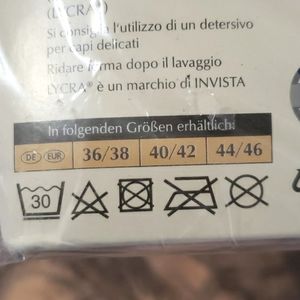 (LYCRA®)
Si consiglia l'utilizzo di un detersivo
per capi delicati
Ridare forma dopo il lavaggio
LYCRA® è un marchio di INVISTA
In folgenden Größen erhältlich:
DE EUR 36/38 40/42 44/46
30